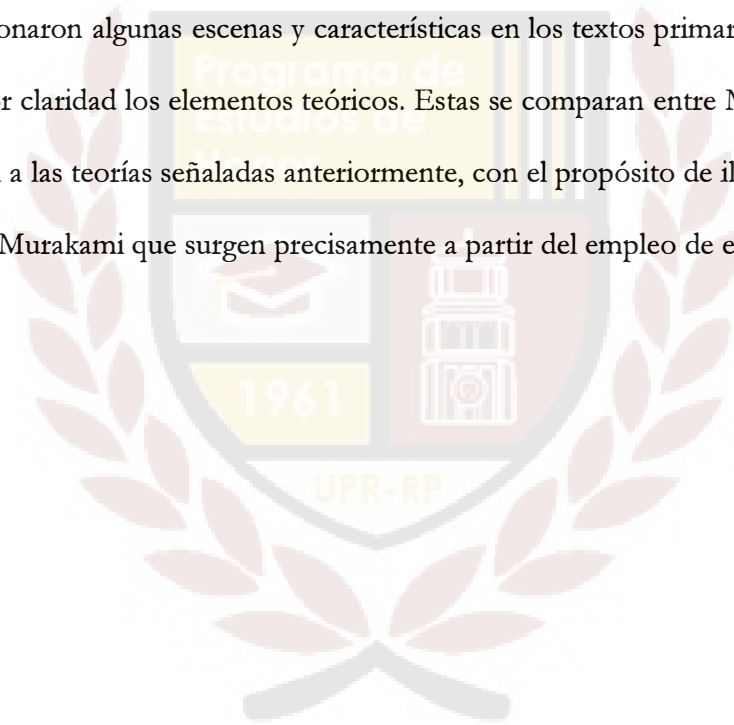 onaron algunas escenas y características en los textos primar
or claridad los elementos teóricos. Estas se comparan entre
a las teorías señaladas anteriormente, con el propósito de il
Murakami que surgen precisamente a partir del empleo de e
Programa de
Estudios de
Honor
1961
UPR-RP